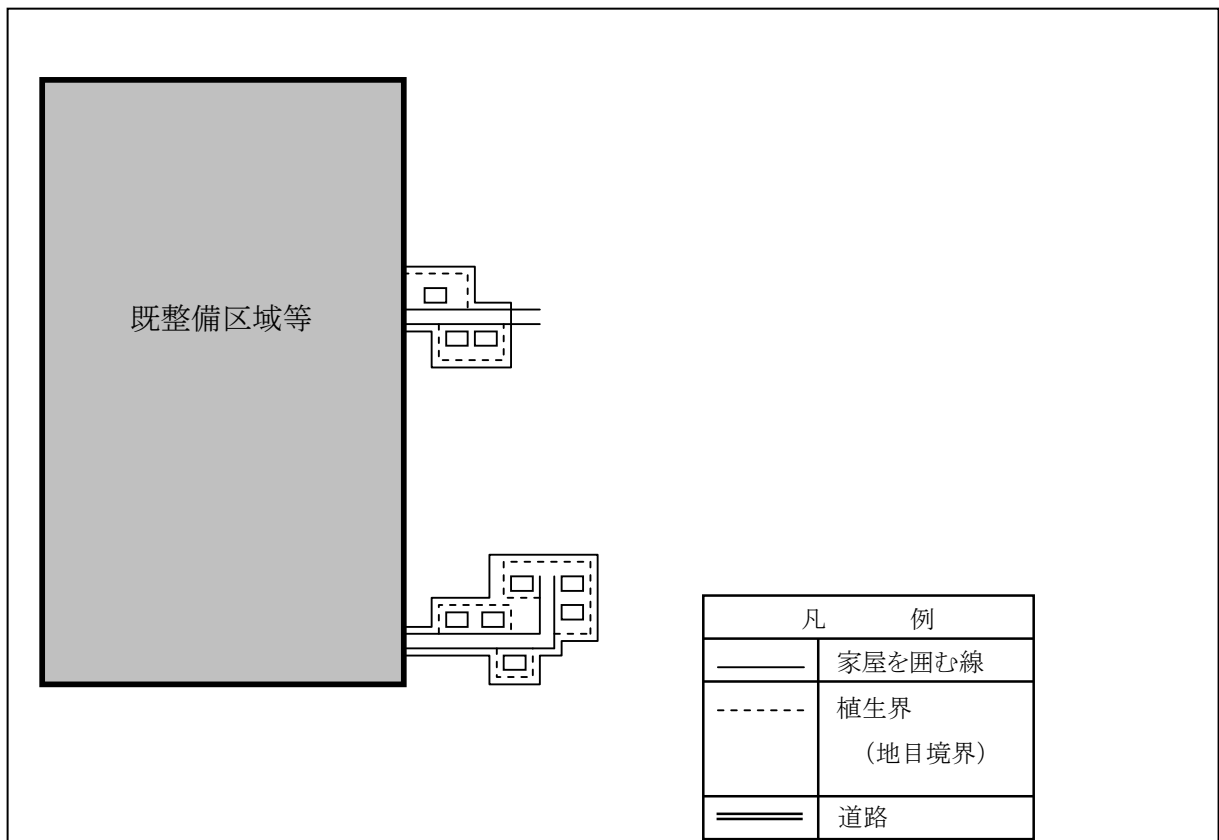 既整備区域等
凡　　例
家屋を囲む線
植生界
（地目境界）
道路